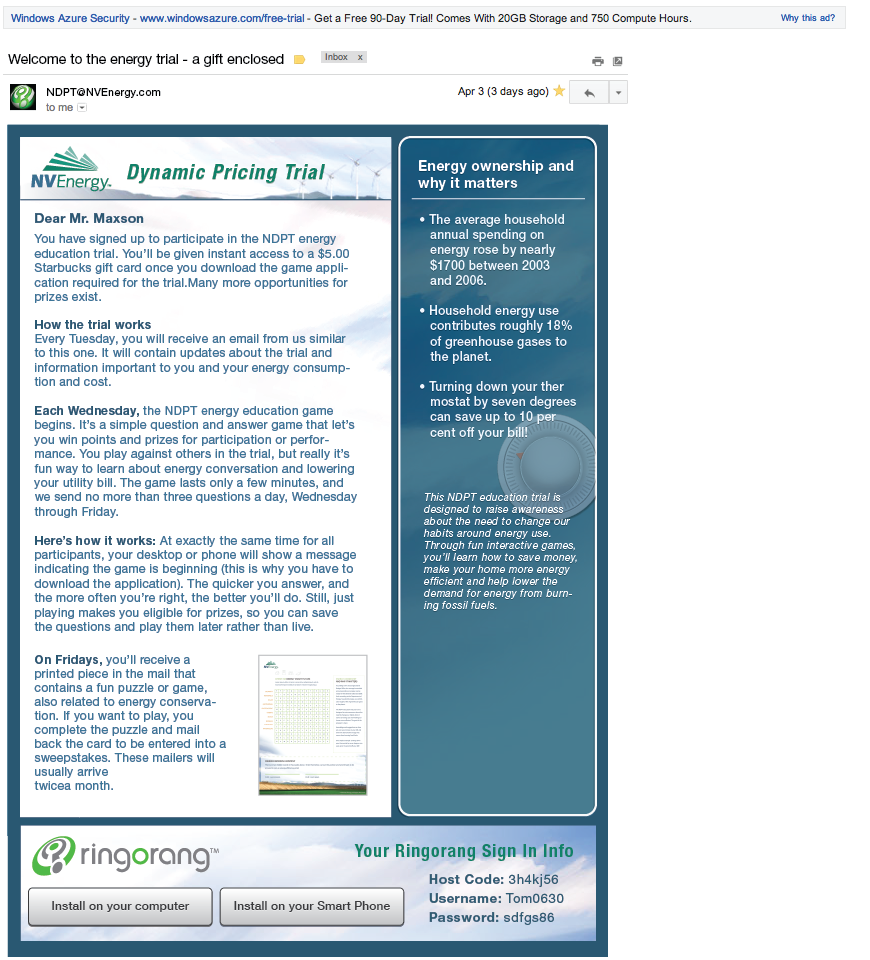 Windows Azure Security - www.windowsazure.com/free-trial - Get a Free 90-Day Trial! Comes With 20GB Storage and 750 Compute Hours. Why this ad?
Welcome to the energy trial - a gift enclosed Inbox x
NDPT@NVEnergy.com Apr 3 (3 days ago)
to me
NVEnergy™ Dynamic Pricing Trial
Dear Mr. Maxson
You have signed up to participate in the NDPT energy
education trial. You'll be given instant access to a $5.00
Starbucks gift card once you download the game appli-
cation required for the trial.Many more opportunities for
prizes exist.
How the trial works
Every Tuesday, you will receive an email from us similar
to this one. It will contain updates about the trial and
information important to you and your energy consump-
tion and cost.
Each Wednesday, the NDPT energy education game
begins. It's a simple question and answer game that let's
you win points and prizes for participation or perfor-
mance. You play against others in the trial, but really it's
fun way to learn about energy conversation and lowering
your utility bill. The game lasts only a few minutes, and
we send no more than three questions a day, Wednesday
through Friday.
Here's how it works: At exactly the same time for all
participants, your desktop or phone will show a message
indicating the game is beginning (this is why you have to
download the application). The quicker you answer, and
the more often you're right, the better you'll do. Still, just
playing makes you eligible for prizes, so you can save
the questions and play them later rather than live.
On Fridays, you'll receive a
printed piece in the mail that
contains a fun puzzle or game,
also related to energy conserva-
tion. If you want to play, you
complete the puzzle and mail
back the card to be entered into a
sweepstakes. These mailers will
usually arrive
twicea month.
Energy ownership and
why it matters
• The average household
annual spending on
energy rose by nearly
$1700 between 2003
and 2006.
• Household energy use
contributes roughly 18%
of greenhouse gases to
the planet.
• Turning down your ther
mostat by seven degrees
can save up to 10 per
cent off your bill!
This NDPT education trial is
designed to raise awareness
about the need to change our
habits around energy use.
Through fun interactive games,
you'll learn how to save money,
make your home more energy
efficient and help lower the
demand for energy from burn-
ing fossil fuels.
ringorang™
Install on your computer
Install on your Smart Phone
Your Ringorang Sign In Info
Host Code: 3h4kj56
Username: Tom0630
Password: sdfgs86